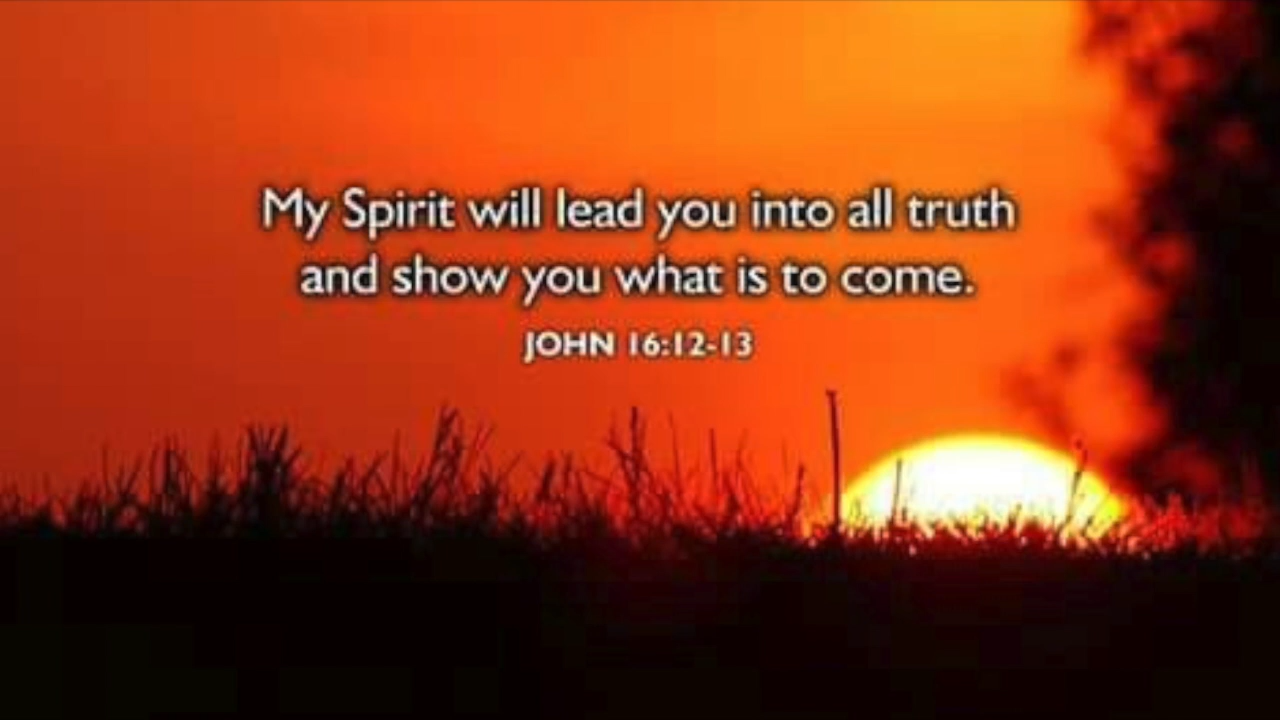 My Spirit will lead you into all truth
and show you what is to come.
JOHN 16:12-13